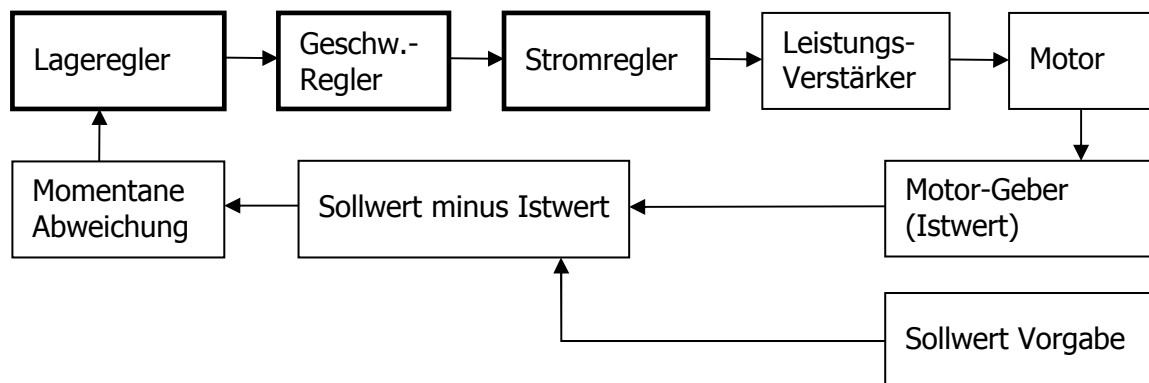 Lageregler
Geschw.-
Regler
Stromregler
Leistungs-
Verstärker
Motor
Momentane
Abweichung
Sollwert minus Istwert
Motor-Geber
(Istwert)
Sollwert Vorgabe